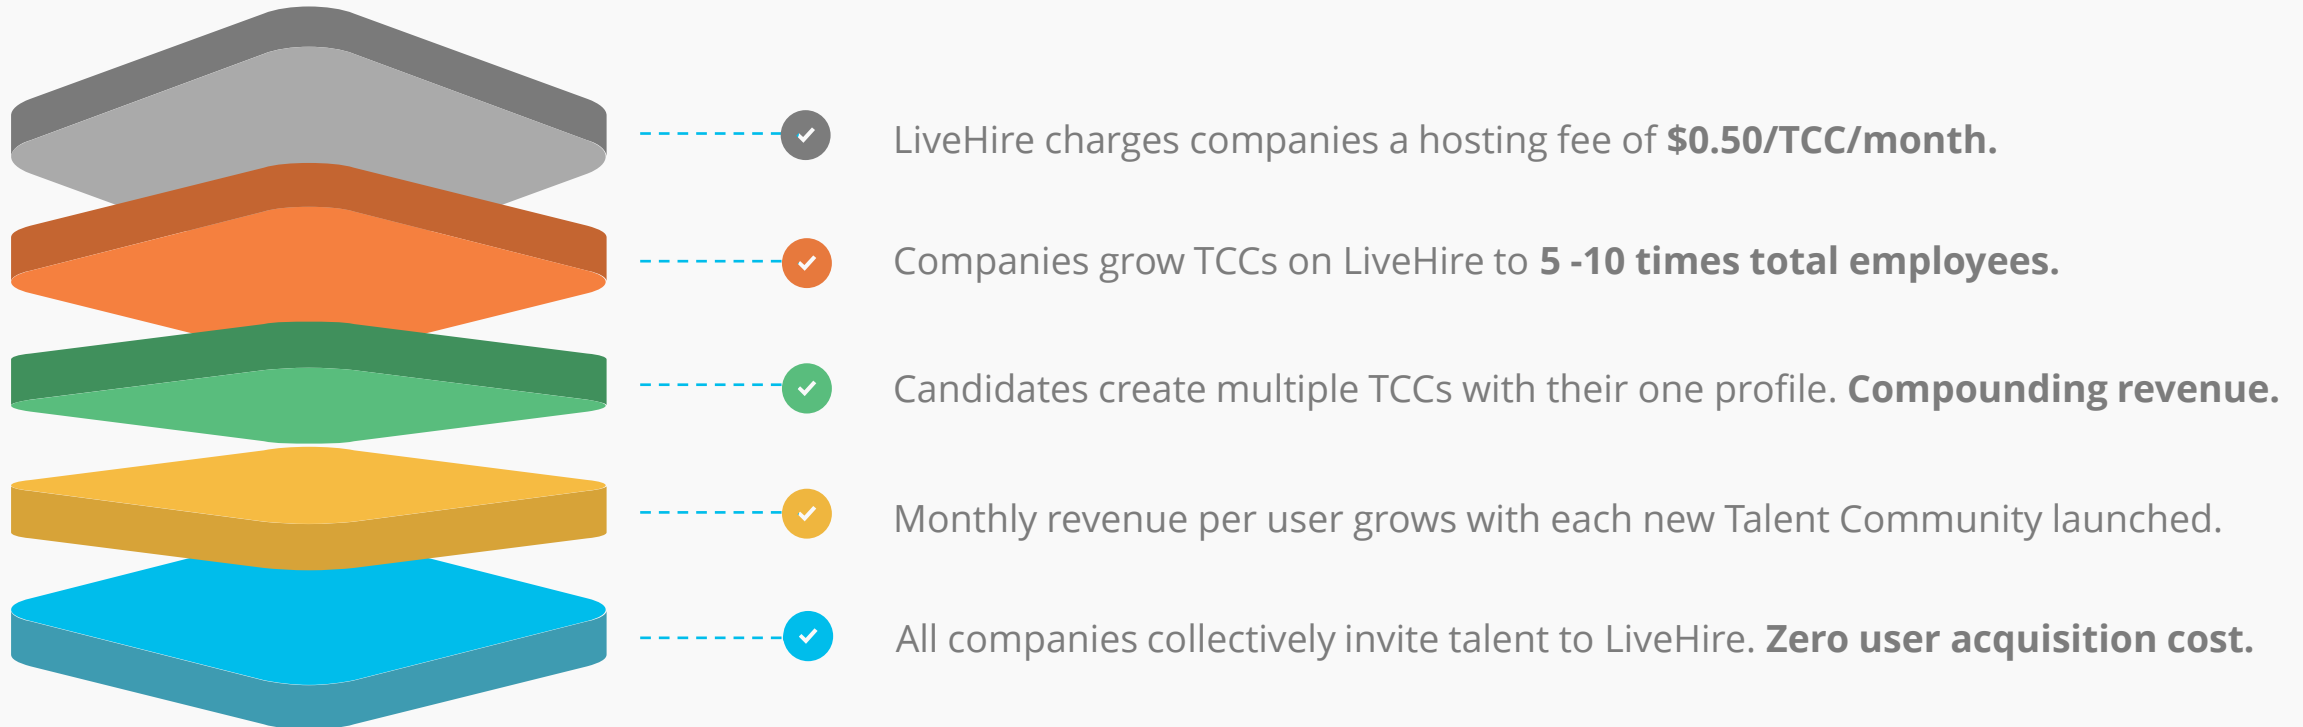 LiveHire charges companies a hosting fee of $0.50/TCC/month.
Companies grow TCCs on LiveHire to 5 -10 times total employees.
Candidates create multiple TCCs with their one profile. Compounding revenue.
Monthly revenue per user grows with each new Talent Community launched.
All companies collectively invite talent to LiveHire. Zero user acquisition cost.